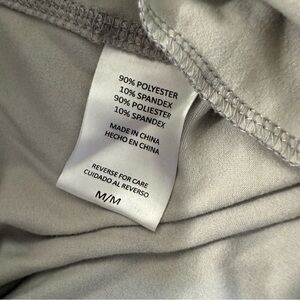 90% POLYESTER
10% SPANDEX
90% POLIESTER
10% SPANDEX
MADE IN CHINA
HECHO EN CHINA
REVERSE FOR CARE
CUIDADO AL REVERSO
M/M